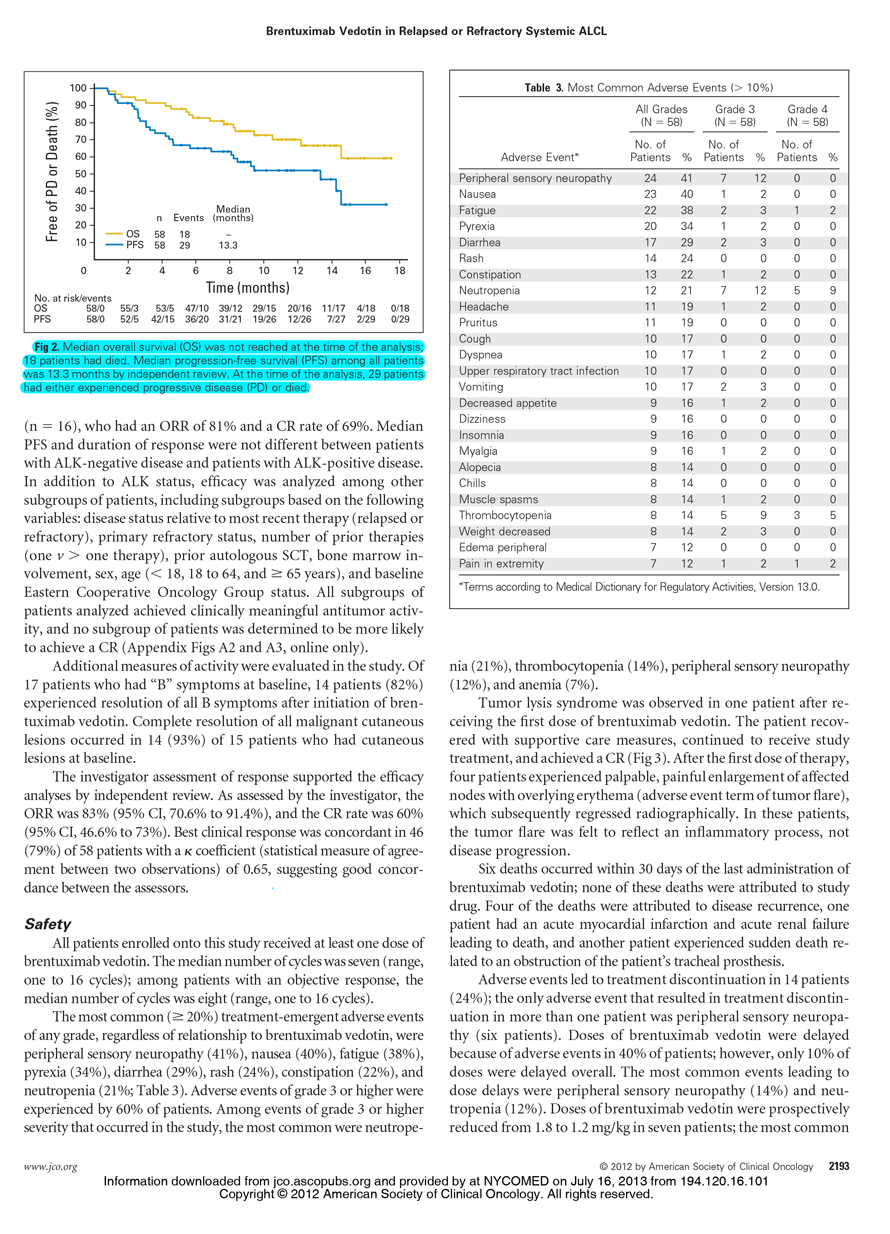 Brentuximab Vedotin in Relapsed or Refractory Systemic ALCL
100
90
80
70
60
50
40
30
20
10
Free of PD or Death (%)
n Events Median (months)
OS 58 18 –
PFS 58 29 13.3
0 2 4 6 8 10 12 14 16 18
Time (months)
No. at risk/events
OS 58/0 55/3 53/5 47/10 39/12 29/15 20/16 11/17 4/18 0/18
PFS 58/0 52/5 42/15 36/20 31/21 19/26 12/26 7/27 2/29 0/29
Fig 2. Median overall survival (OS) was not reached at the time of the analysis;
18 patients had died. Median progression-free survival (PFS) among all patients
was 13.3 months by independent review. At the time of the analysis, 29 patients
had either experienced progressive disease (PD) or died.
(n = 16), who had an ORR of 81% and a CR rate of 69%. Median
PFS and duration of response were not different between patients
with ALK-negative disease and patients with ALK-positive disease.
In addition to ALK status, efficacy was analyzed among other
subgroups of patients, including subgroups based on the following
variables: disease status relative to most recent therapy (relapsed or
refractory), primary refractory status, number of prior therapies
(one v > one therapy), prior autologous SCT, bone marrow in-
volvement, sex, age (< 18, 18 to 64, and ≥ 65 years), and baseline
Eastern Cooperative Oncology Group status. All subgroups of
patients analyzed achieved clinically meaningful antitumor activ-
ity, and no subgroup of patients was determined to be more likely
to achieve a CR (Appendix Figs A2 and A3, online only).
Additional measures of activity were evaluated in the study. Of
17 patients who had “B” symptoms at baseline, 14 patients (82%)
experienced resolution of all B symptoms after initiation of bren-
tuximab vedotin. Complete resolution of all malignant cutaneous
lesions occurred in 14 (93%) of 15 patients who had cutaneous
lesions at baseline.
The investigator assessment of response supported the efficacy
analyses by independent review. As assessed by the investigator, the
ORR was 83% (95% CI, 70.6% to 91.4%), and the CR rate was 60%
(95% CI, 46.6% to 73%). Best clinical response was concordant in 46
(79%) of 58 patients with a κ coefficient (statistical measure of agree-
ment between two observations) of 0.65, suggesting good concor-
dance between the assessors.
Safety
All patients enrolled onto this study received at least one dose of
brentuximab vedotin. The median number of cycles was seven (range,
one to 16 cycles); among patients with an objective response, the
median number of cycles was eight (range, one to 16 cycles).
The most common (≥ 20%) treatment-emergent adverse events
of any grade, regardless of relationship to brentuximab vedotin, were
peripheral sensory neuropathy (41%), nausea (40%), fatigue (38%),
pyrexia (34%), diarrhea (29%), rash (24%), constipation (22%), and
neutropenia (21%; Table 3). Adverse events of grade 3 or higher were
experienced by 60% of patients. Among events of grade 3 or higher
severity that occurred in the study, the most common were neutrope-
Table 3. Most Common Adverse Events (> 10%)
All Grades (N = 58) Grade 3 (N = 58) Grade 4 (N = 58)
Adverse Event* No. of Patients % No. of Patients % No. of Patients %
Peripheral sensory neuropathy 24 41 7 12 0 0
Nausea 23 40 1 2 0 0
Fatigue 22 38 2 3 1 2
Pyrexia 20 34 1 2 0 0
Diarrhea 17 29 2 3 0 0
Rash 14 24 0 0 0 0
Constipation 13 22 1 2 0 0
Neutropenia 12 21 7 12 5 9
Headache 11 19 1 2 0 0
Pruritus 11 19 0 0 0 0
Cough 10 17 0 0 0 0
Dyspnea 10 17 1 2 0 0
Upper respiratory tract infection 10 17 0 0 0 0
Vomiting 10 17 2 3 0 0
Decreased appetite 9 16 1 2 0 0
Dizziness 9 16 0 0 0 0
Insomnia 9 16 0 0 0 0
Myalgia 9 16 1 2 0 0
Alopecia 8 14 0 0 0 0
Chills 8 14 0 0 0 0
Muscle spasms 8 14 1 2 0 0
Thrombocytopenia 8 14 5 9 3 5
Weight decreased 8 14 2 3 0 0
Edema peripheral 7 12 0 0 0 0
Pain in extremity 7 12 1 2 1 2
*Terms according to Medical Dictionary for Regulatory Activities, Version 13.0.
nia (21%), thrombocytopenia (14%), peripheral sensory neuropathy
(12%), and anemia (7%).
Tumor lysis syndrome was observed in one patient after re-
ceiving the first dose of brentuximab vedotin. The patient recov-
ered with supportive care measures, continued to receive study
treatment, and achieved a CR (Fig 3). After the first dose of therapy,
four patients experienced palpable, painful enlargement of affected
nodes with overlying erythema (adverse event term of tumor flare),
which subsequently regressed radiographically. In these patients,
the tumor flare was felt to reflect an inflammatory process, not
disease progression.
Six deaths occurred within 30 days of the last administration of
brentuximab vedotin; none of these deaths were attributed to study
drug. Four of the deaths were attributed to disease recurrence, one
patient had an acute myocardial infarction and acute renal failure
leading to death, and another patient experienced sudden death re-
lated to an obstruction of the patient's tracheal prosthesis.
Adverse events led to treatment discontinuation in 14 patients
(24%); the only adverse event that resulted in treatment discontin-
uation in more than one patient was peripheral sensory neuropa-
thy (six patients). Doses of brentuximab vedotin were delayed
because of adverse events in 40% of patients; however, only 10% of
doses were delayed overall. The most common events leading to
dose delays were peripheral sensory neuropathy (14%) and neu-
tropenia (12%). Doses of brentuximab vedotin were prospectively
reduced from 1.8 to 1.2 mg/kg in seven patients; the most common
www.jco.org
© 2012 by American Society of Clinical Oncology 2193
Information downloaded from jco.ascopubs.org and provided by at NYCOMED on July 16, 2013 from 194.120.16.101
Copyright © 2012 American Society of Clinical Oncology. All rights reserved.